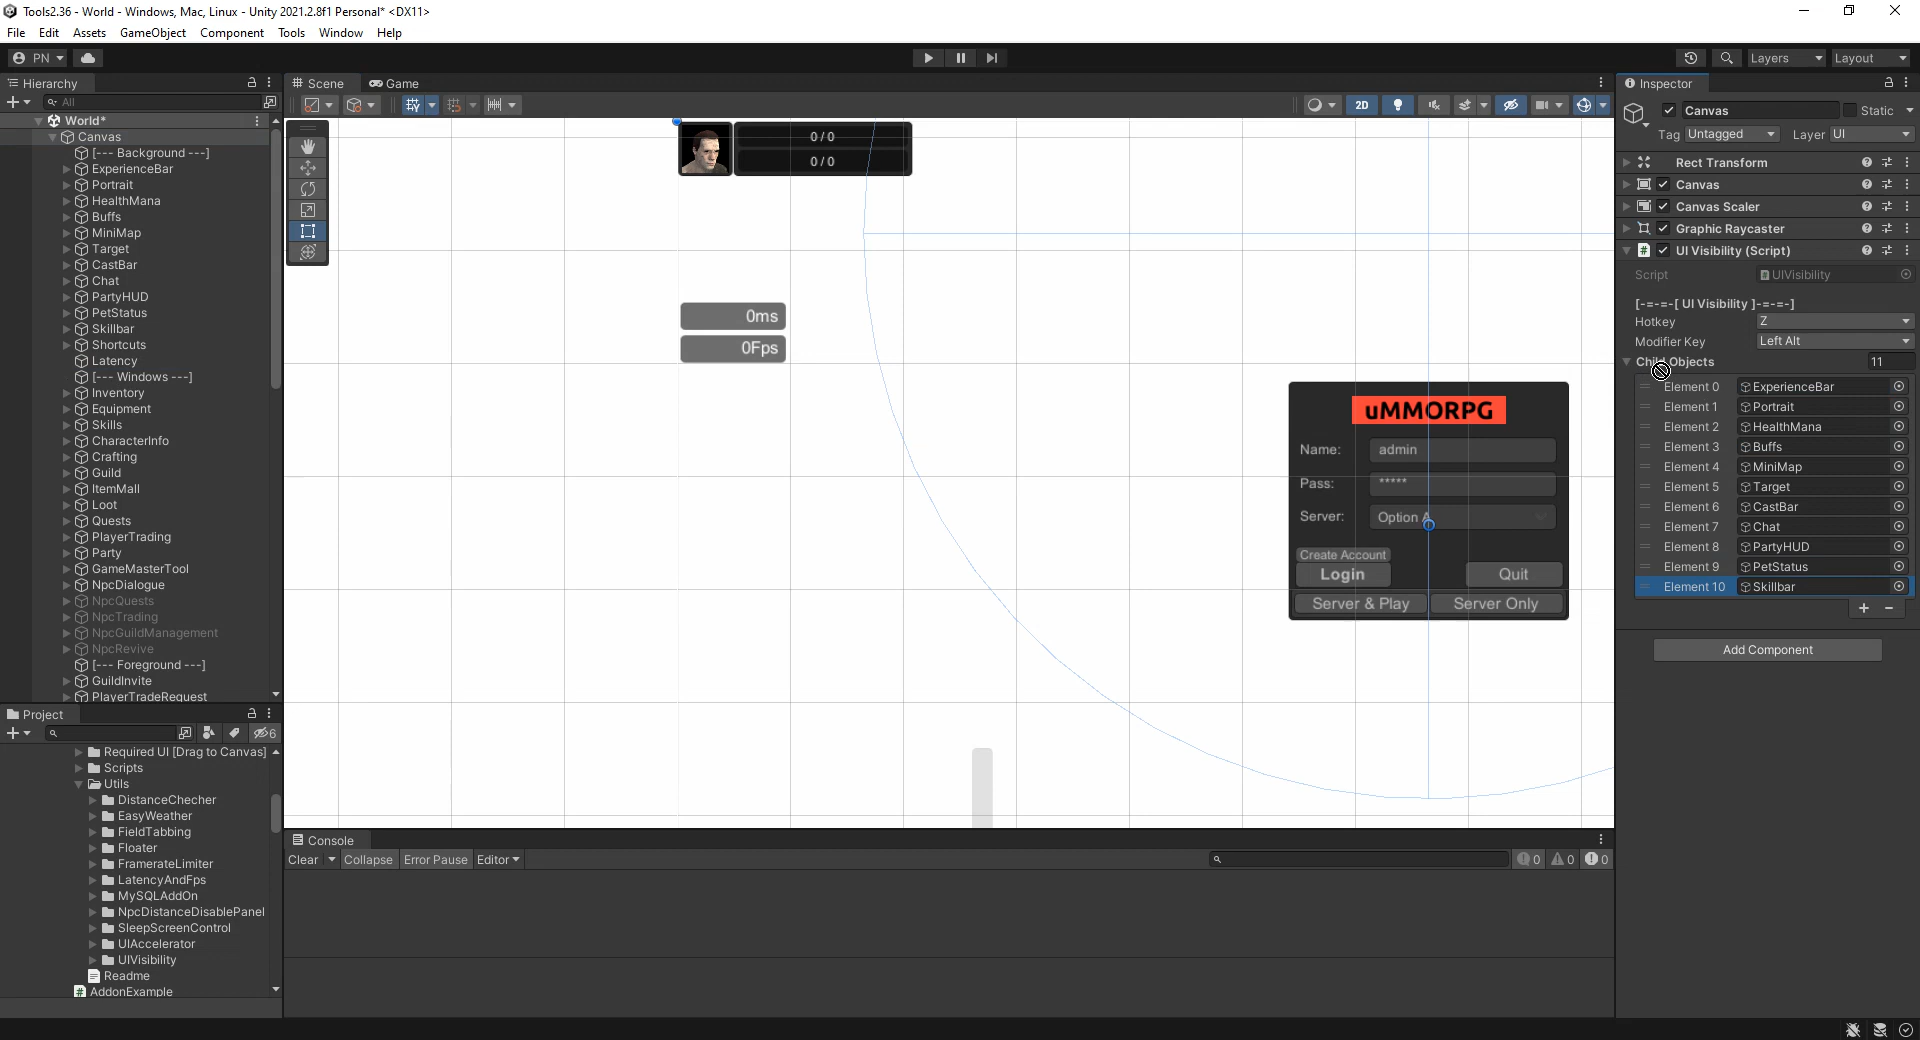 Tools2.36 - World - Windows, Mac, Linux - Unity 2021.2.8f1 Personal* <DX11>
File Edit Assets GameObject Component Tools Window Help
PN
Layers
Layout
Hierarchy
All
World*
Canvas
[--- Background ---]
ExperienceBar
Portrait
HealthMana
Buffs
MiniMap
Target
CastBar
Chat
PartyHUD
PetStatus
Skillbar
Shortcuts
Latency
[--- Windows ---]
Inventory
Equipment
Skills
CharacterInfo
Crafting
Guild
ItemMall
Loot
Quests
PlayerTrading
Party
GameMasterTool
NpcDialogue
NpcQuests
NpcTrading
NpcGuildManagement
NpcRevive
[--- Foreground ---]
GuildInvite
PlayerTradeRequest
Project
6
Required UI [Drag to Canvas]
Scripts
Utils
DistanceChecher
EasyWeather
FieldTabbing
Floater
FramerateLimiter
LatencyAndFps
MySQLAddOn
NpcDistanceDisablePanel
SleepScreenControl
UIAccelerator
UIVisibility
Readme
AddonExample
Scene
Game
2D
0 / 0
0 / 0
0ms
0Fps
uMMORPG
Name: admin
Pass: *****
Server: Option A
Create Account
Login
Quit
Server & Play
Server Only
Console
Clear Collapse Error Pause Editor
0 0 0
Inspector
Canvas
Static
Tag Untagged
Layer UI
Rect Transform
Canvas
Canvas Scaler
Graphic Raycaster
UI Visibility (Script)
Script UIVisibility
[-=-=-[ UI Visibility ]-=-=-]
Hotkey Z
Modifier Key Left Alt
Child Objects 11
Element 0 ExperienceBar
Element 1 Portrait
Element 2 HealthMana
Element 3 Buffs
Element 4 MiniMap
Element 5 Target
Element 6 CastBar
Element 7 Chat
Element 8 PartyHUD
Element 9 PetStatus
Element 10 Skillbar
Add Component